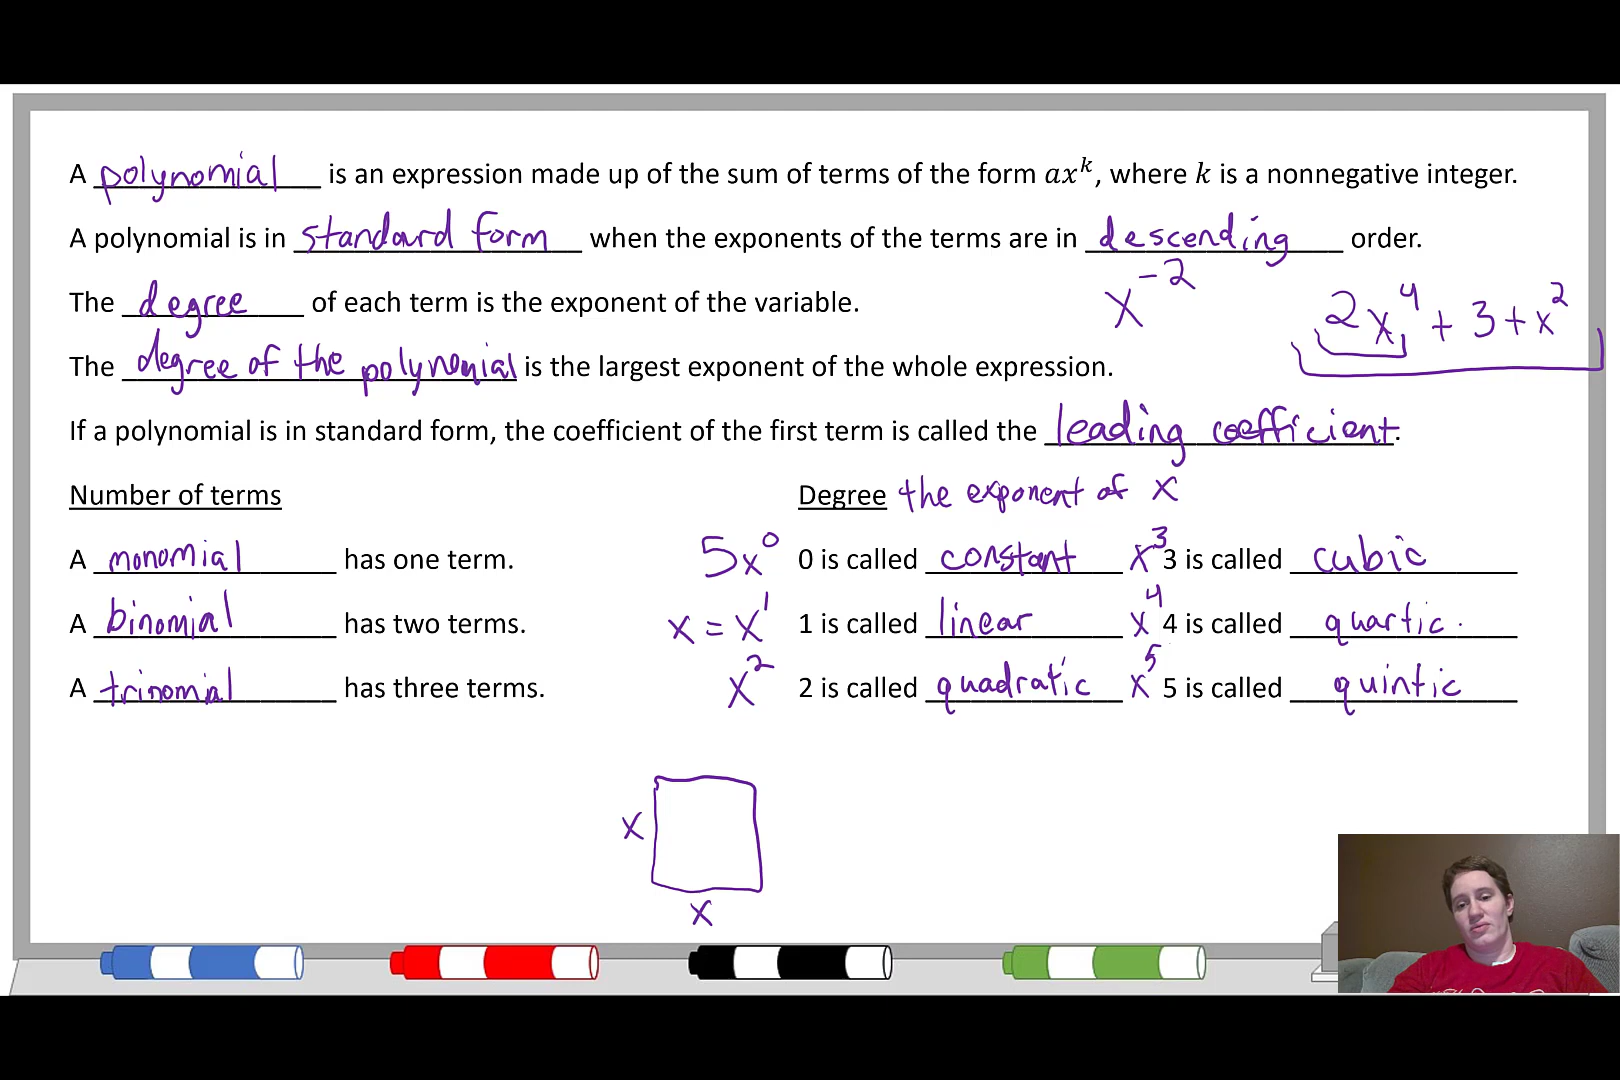 A polynomial is an expression made up of the sum of terms of the form axᵏ, where k is a nonnegative integer.
A polynomial is in standard form when the exponents of the terms are in descending order.
The degree of each term is the exponent of the variable.
x⁻²
2x⁴ + 3 + x²
The degree of the polynomial is the largest exponent of the whole expression.
If a polynomial is in standard form, the coefficient of the first term is called the leading coefficient.
Number of terms
Degree the exponent of x
A monomial has one term.
5x⁰ 0 is called constant x³ 3 is called cubic
A binomial has two terms.
x = x¹ 1 is called linear x⁴ 4 is called quartic
A trinomial has three terms.
x² 2 is called quadratic x⁵ 5 is called quintic
x
x